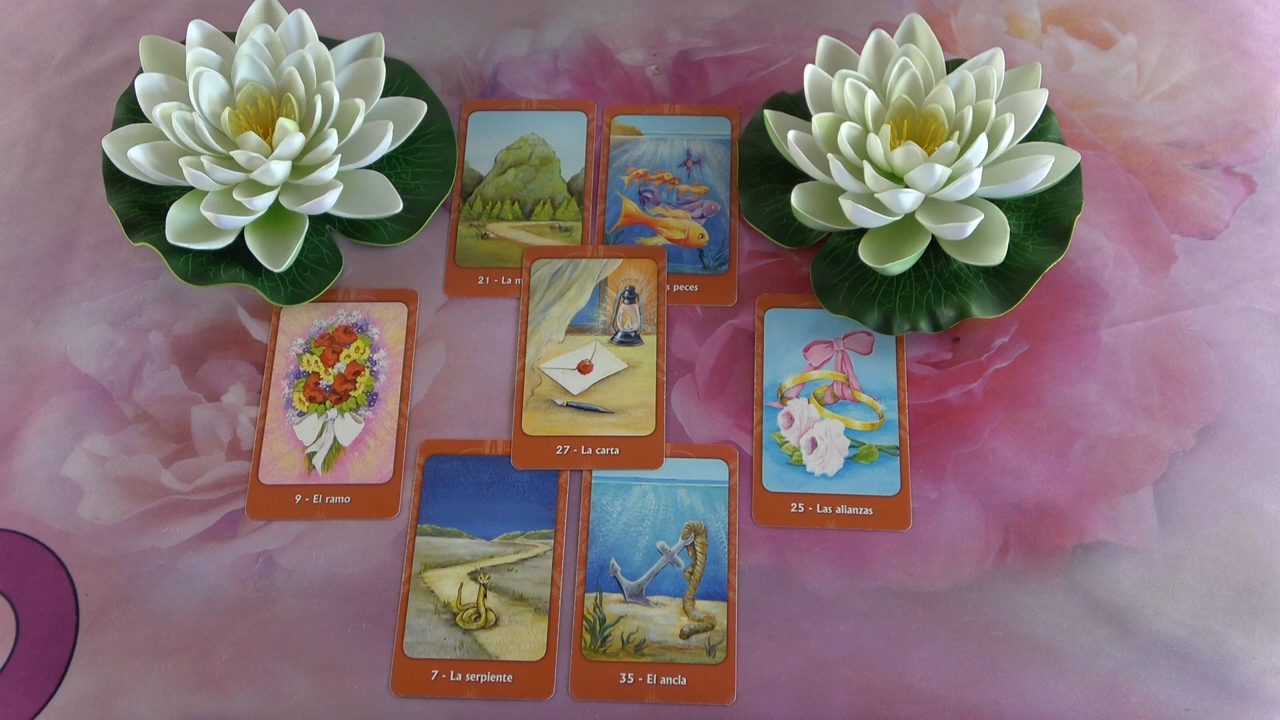 21 - La m
s peces
27 - La carta
9 - El ramo
25 - Las alianzas
7 - La serpiente
35 - El ancla